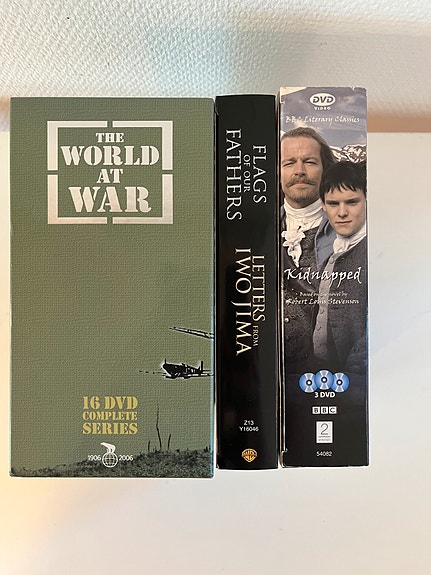 THE
WORLD
AT
WAR
16 DVD
COMPLETE
SERIES
1906 2006
FLAGS
OF OUR
FATHERS
LETTERS
FROM
IWO JIMA
Z13
Y16046
DVD
VIDEO
BBC Literary Classics
Kidnapped
Based on the novel by
Robert Louis Stevenson
3 DVD
BBC
2
54082